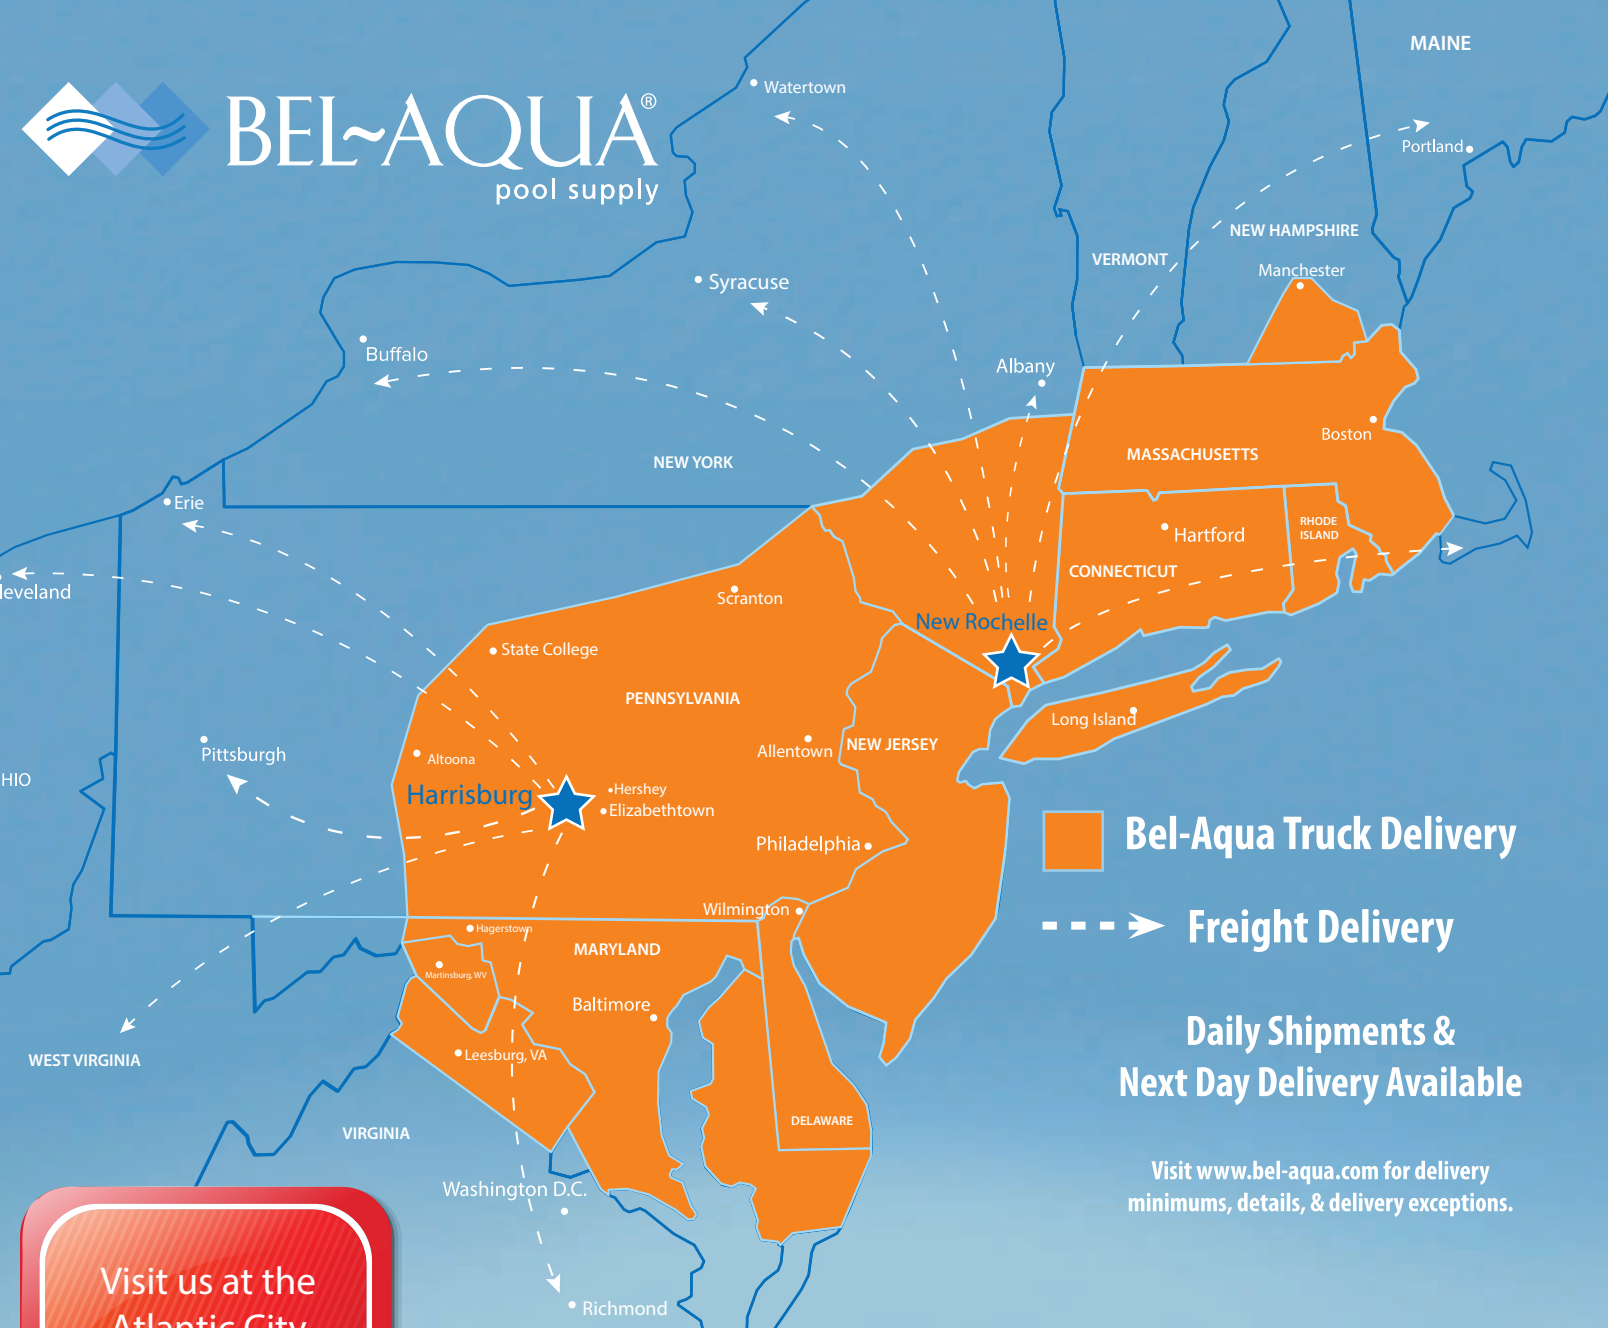 MAINE
Watertown
BEL~AQUA®
pool supply
Portland
NEW HAMPSHIRE
VERMONT
Manchester
Syracuse
Buffalo
Albany
Boston
MASSACHUSETTS
NEW YORK
Erie
RHODE
ISLAND
Hartford
CONNECTICUT
leveland
Scranton
New Rochelle
State College
PENNSYLVANIA
Long Island
NEW JERSEY
Allentown
Pittsburgh
Altoona
HIO
Harrisburg
Hershey
Elizabethtown
Philadelphia
Bel-Aqua Truck Delivery
Wilmington
Freight Delivery
Hagerstown
MARYLAND
Martinsburg, WV
Baltimore
Leesburg, VA
WEST VIRGINIA
Daily Shipments &
Next Day Delivery Available
DELAWARE
VIRGINIA
Visit www.bel-aqua.com for delivery
minimums, details, & delivery exceptions.
Washington D.C.
Richmond
Visit us at the
Atlantic City